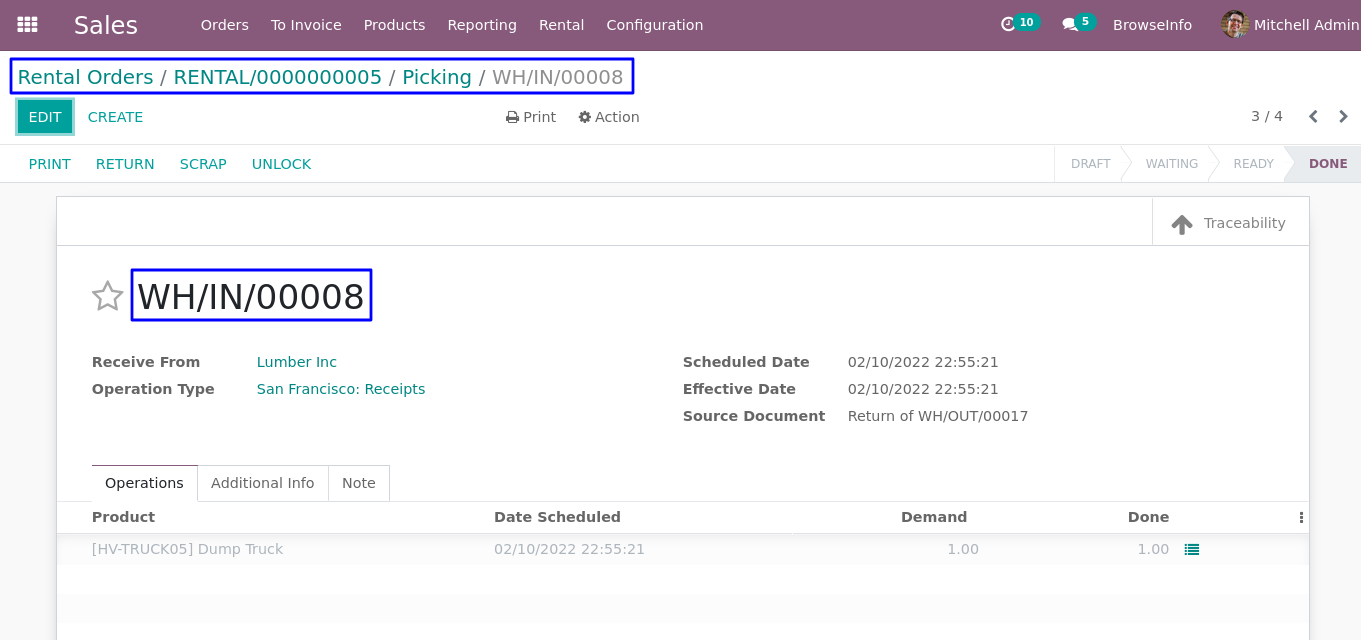 Sales Orders To Invoice Products Reporting Rental Configuration 10 5 BrowseInfo Mitchell Admin
Rental Orders / RENTAL/0000000005 / Picking / WH/IN/00008
EDIT CREATE Print Action 3 / 4
PRINT RETURN SCRAP UNLOCK DRAFT WAITING READY DONE
Traceability
WH/IN/00008
Receive From Lumber Inc Scheduled Date 02/10/2022 22:55:21
Operation Type San Francisco: Receipts Effective Date 02/10/2022 22:55:21
Source Document Return of WH/OUT/00017
Operations Additional Info Note
Product Date Scheduled Demand Done
[HV-TRUCK05] Dump Truck 02/10/2022 22:55:21 1.00 1.00